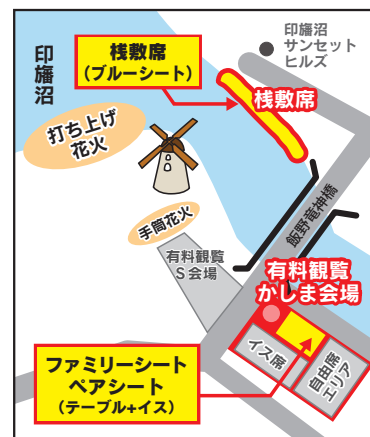 印旛沼
サンセット
ヒルズ
印旛沼
桟敷席
(ブルーシート)
桟敷席
打ち上げ
花火
手筒花火
飯野竜神橋
有料観覧
S会場
有料観覧
かしま会場
イス席
自由席
エリア
ファミリーシート
ペアシート
(テーブル+イス)